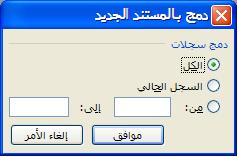 دمج بالمستند الجديد
دمج سجلات
الكل
السجل الحالي
من: إلى:
موافق إلغاء الأمر